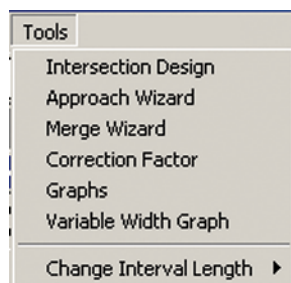 Tools
Intersection Design
Approach Wizard
Merge Wizard
Correction Factor
Graphs
Variable Width Graph
Change Interval Length